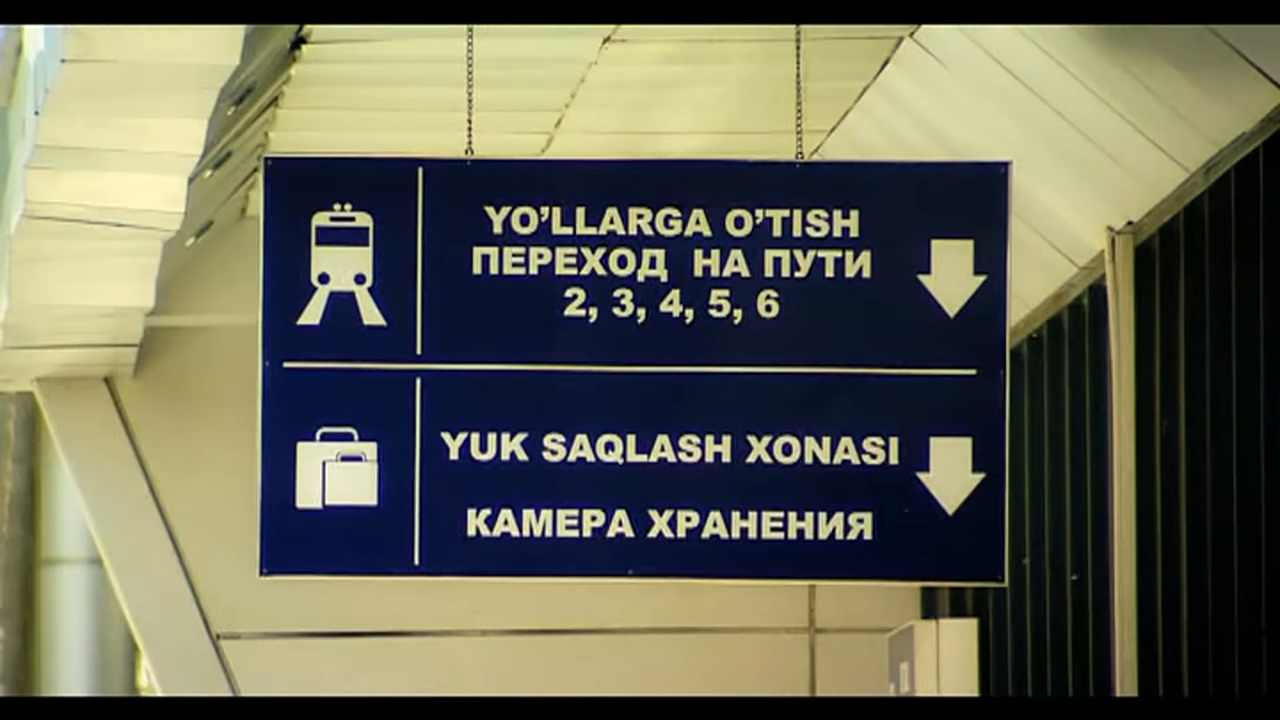 YO’LLARGA O’TISH
ПЕРЕХОД НА ПУТИ
2, 3, 4, 5, 6
YUK SAQLASH XONASI
КАМЕРА ХРАНЕНИЯ